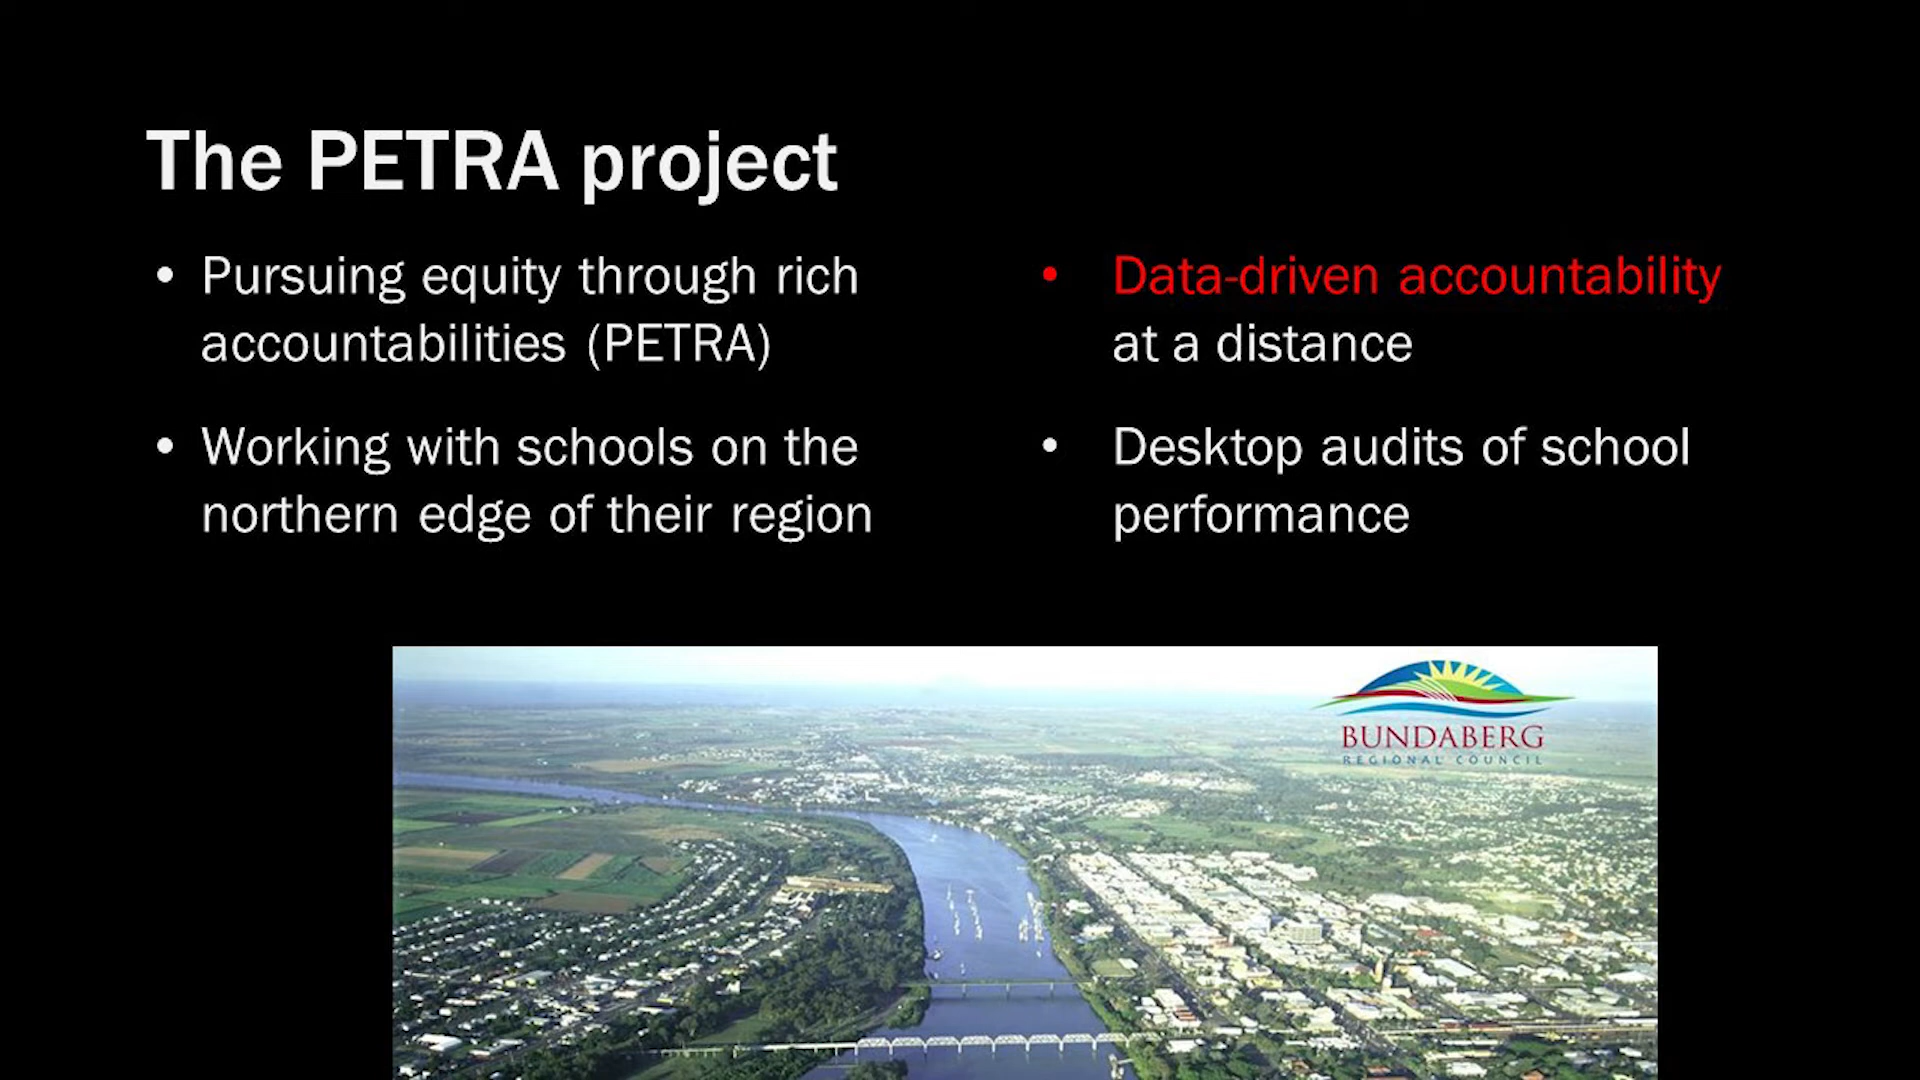 The PETRA project
• Pursuing equity through rich
accountabilities (PETRA)
• Working with schools on the
northern edge of their region
• Data-driven accountability
at a distance
• Desktop audits of school
performance
BUNDABERG
REGIONAL COUNCIL